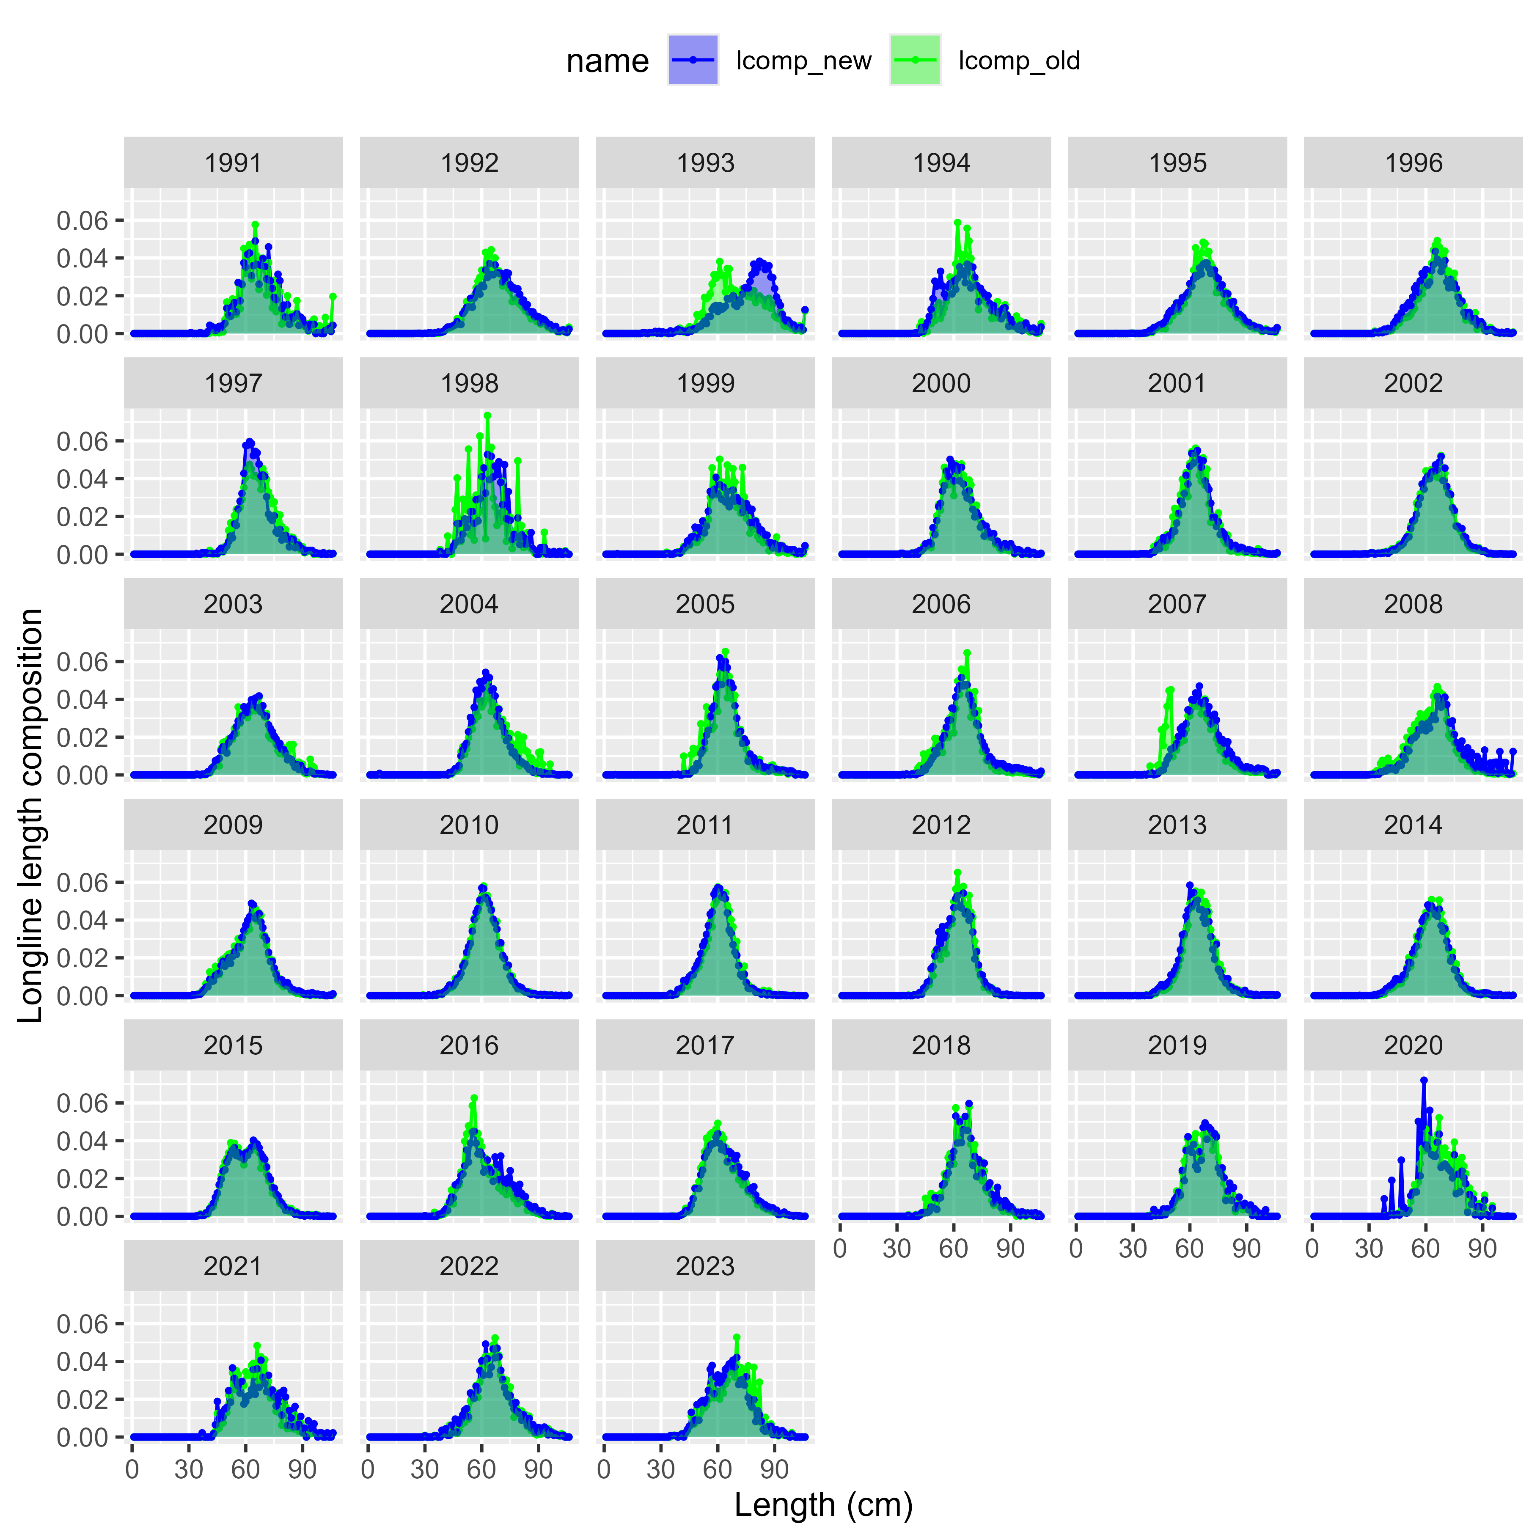 name lcomp_new lcomp_old
1991 1992 1993 1994 1995 1996
0.06
0.04
0.02
0.00
1997 1998 1999 2000 2001 2002
0.06
0.04
0.02
0.00
2003 2004 2005 2006 2007 2008
0.06
0.04
0.02
0.00
Longline length composition
2009 2010 2011 2012 2013 2014
0.06
0.04
0.02
0.00
2015 2016 2017 2018 2019 2020
0.06
0.04
0.02
0.00
0 30 60 90 0 30 60 90 0 30 60 90
2021 2022 2023
0.06
0.04
0.02
0.00
0 30 60 90 0 30 60 90 0 30 60 90
Length (cm)